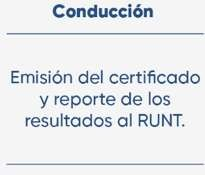 Conducción
Emisión del certificado
y reporte de los
resultados al RUNT.